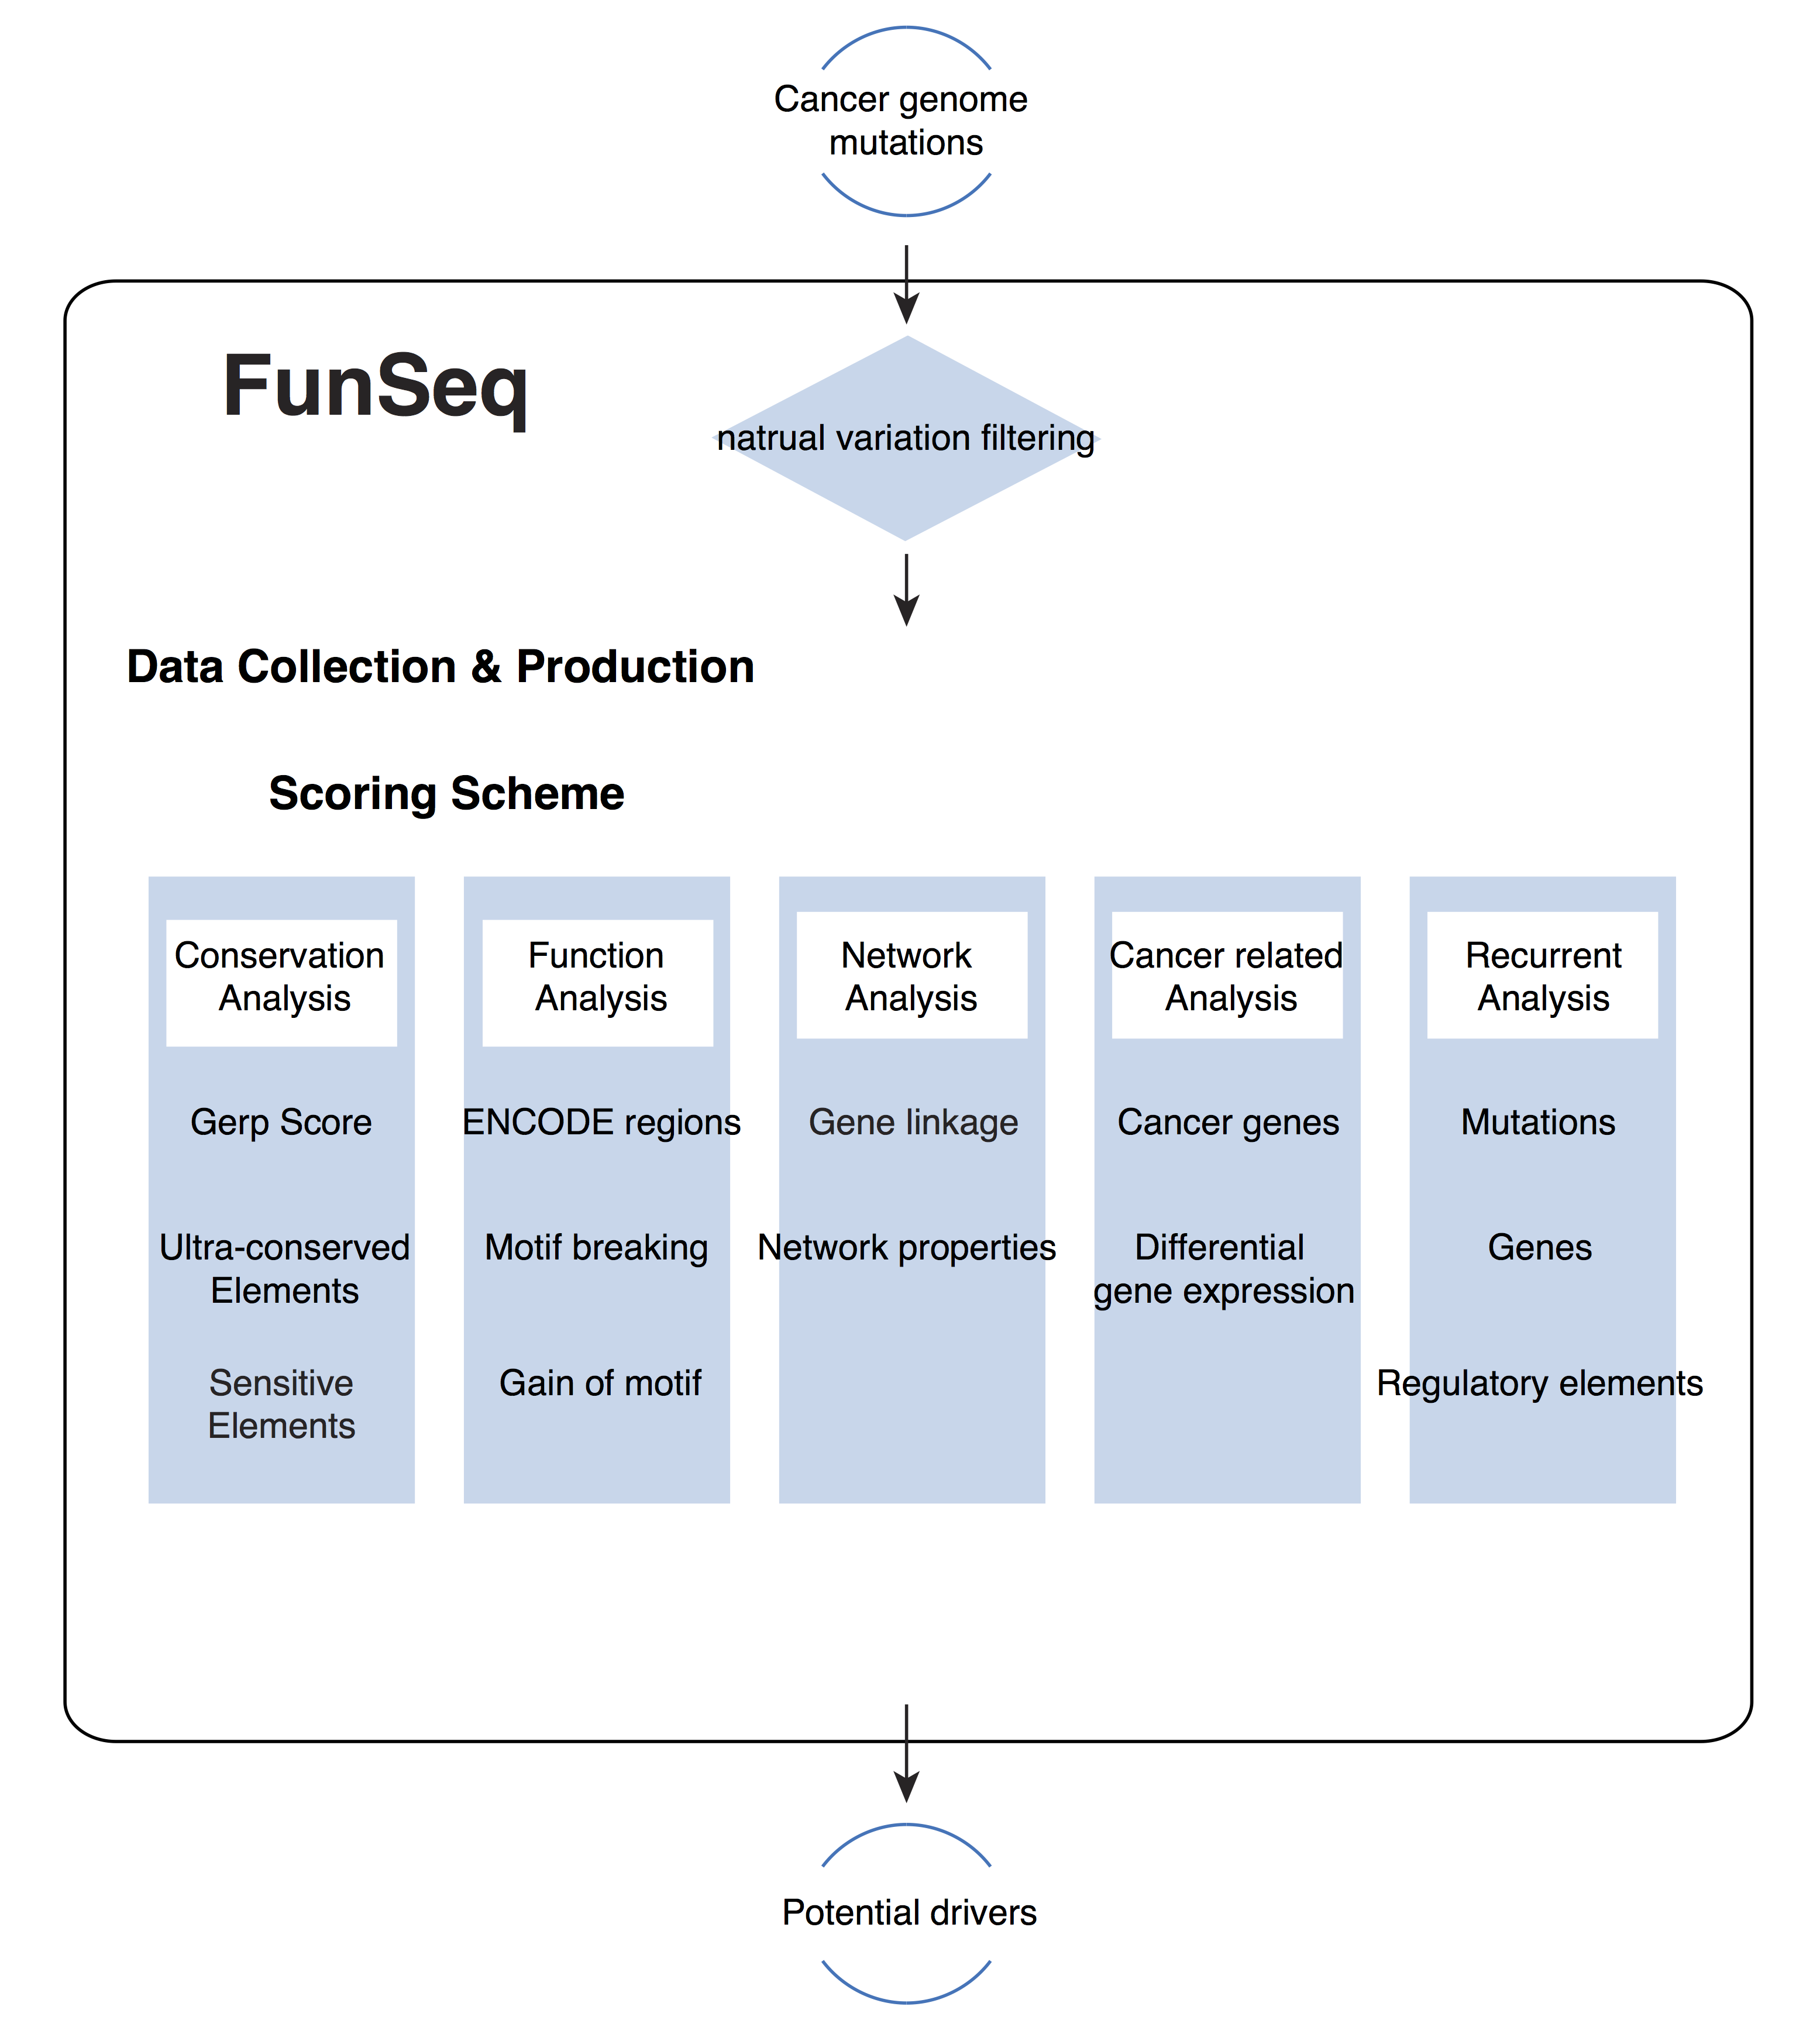 Cancer genome
mutations
FunSeq
natrual variation filtering
Data Collection & Production
Scoring Scheme
Conservation
Analysis
Gerp Score
Ultra-conserved
Elements
Sensitive
Elements
Function
Analysis
ENCODE regions
Motif breaking
Gain of motif
Network
Analysis
Gene linkage
Network properties
Cancer related
Analysis
Cancer genes
Differential
gene expression
Recurrent
Analysis
Mutations
Genes
Regulatory elements
Potential drivers